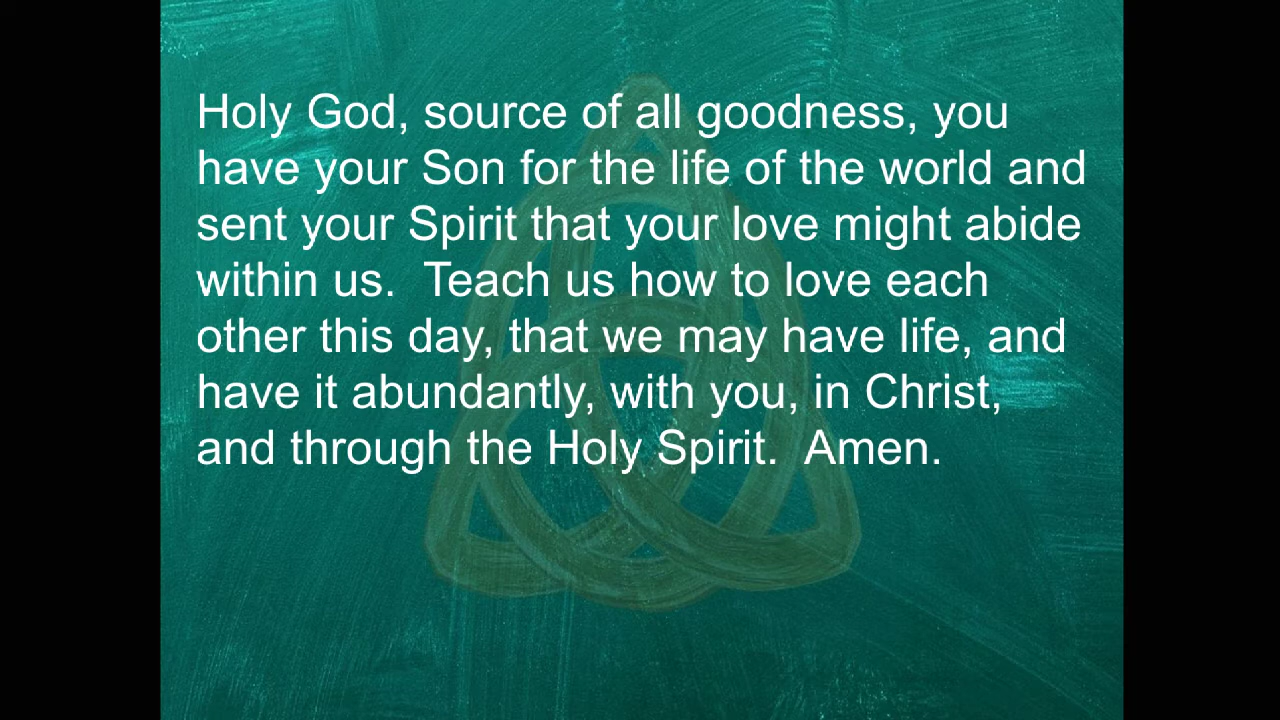 Holy God, source of all goodness, you
have your Son for the life of the world and
sent your Spirit that your love might abide
within us.  Teach us how to love each
other this day, that we may have life, and
have it abundantly, with you, in Christ,
and through the Holy Spirit.  Amen.